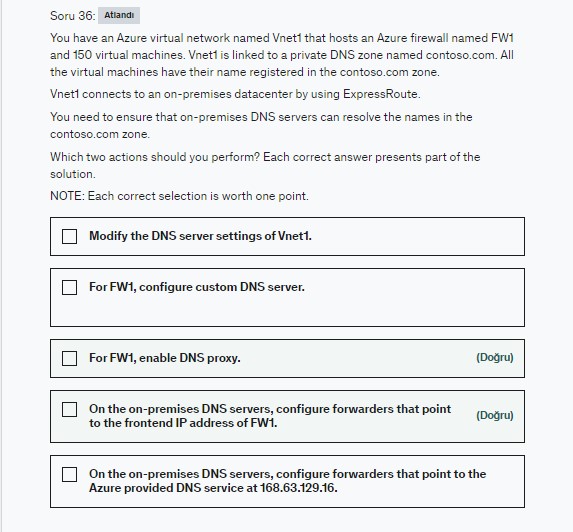 Soru 36: Atlandı
You have an Azure virtual network named Vnet1 that hosts an Azure firewall named FW1
and 150 virtual machines. Vnet1 is linked to a private DNS zone named contoso.com. All
the virtual machines have their name registered in the contoso.com zone.
Vnet1 connects to an on-premises datacenter by using ExpressRoute.
You need to ensure that on-premises DNS servers can resolve the names in the
contoso.com zone.
Which two actions should you perform? Each correct answer presents part of the
solution.
NOTE: Each correct selection is worth one point.
Modify the DNS server settings of Vnet1.
For FW1, configure custom DNS server.
For FW1, enable DNS proxy. (Doğru)
On the on-premises DNS servers, configure forwarders that point
to the frontend IP address of FW1. (Doğru)
On the on-premises DNS servers, configure forwarders that point to the
Azure provided DNS service at 168.63.129.16.